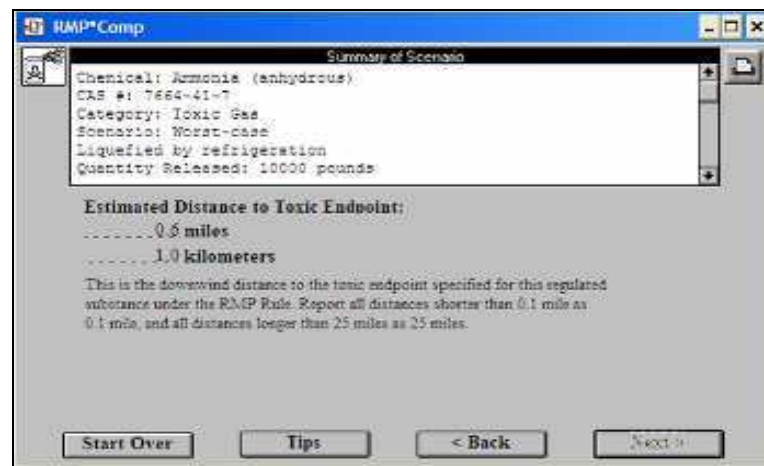 RMP*Comp
Summary of Scenario
Chemical: Ammonia (anhydrous)
CAS #: 7664-41-7
Category: Toxic Gas
Scenario: Worst-case
Liquefied by refrigeration
Quantity Released: 10000 pounds
Estimated Distance to Toxic Endpoint:
.......0.6 miles
......1.0 kilometers
This is the downwind distance to the toxic endpoint specified for this regulated
substance under the RMP Rule. Report all distances shorter than 0.1 mile as
0.1 mile, and all distances longer than 25 miles as 25 miles.
Start Over
Tips
< Back
Next >